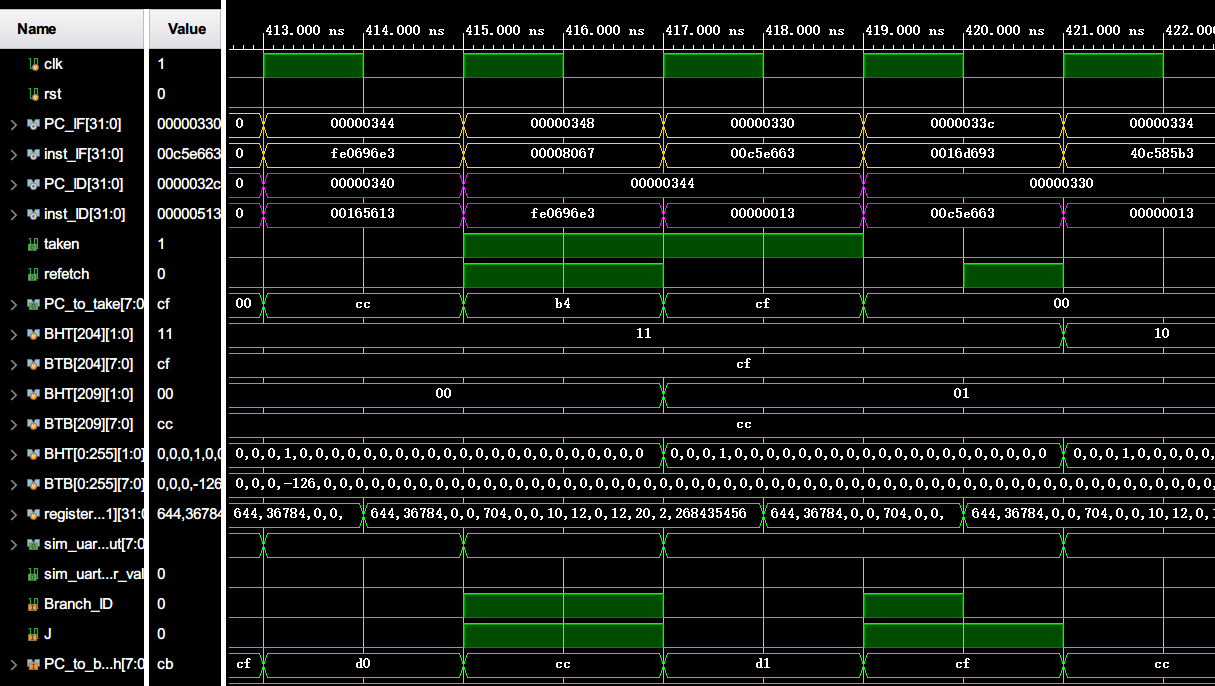 Name Value 413.000 ns 414.000 ns 415.000 ns 416.000 ns 417.000 ns 418.000 ns 419.000 ns 420.000 ns 421.000 ns 422.00
clk 1
rst 0
PC_IF[31:0] 00000330 0 00000344 00000348 00000330 0000033c 00000334
inst_IF[31:0] 00c5e663 0 fe0696e3 00008067 00c5e663 0016d693 40c585b3
PC_ID[31:0] 0000032c 0 00000340 00000344 00000330
inst_ID[31:0] 00000513 0 00165613 fe0696e3 00000013 00c5e663 00000013
taken 1
refetch 0
PC_to_take[7:0 cf 00 cc b4 cf 00
BHT[204][1:0] 11 11 10
BTB[204][7:0] cf cf
BHT[209][1:0] 00 00 01
BTB[209][7:0] cc cc
BHT[0:255][1:0] 0,0,0,1,0,0 0,0,0,1,0,0,0,0,0,0,0,0,0,0,0,0,0,0,0,0,0,0,0,0,0,0 0,0,0,1,0,0,0,0,0,0,0,0,0,0,0,0,0,0,0,0,0,0,0,0 0,0,0,1,0,0,0,0,0,
BTB[0:255][7:0] 0,0,0,-126 0,0,0,-126,0,0,0,0,0,0,0,0,0,0,0,0,0,0,0,0,0,0,0,0,0,0,0,0,0,0,0,0,0,0,0,0,0,0,0,0,0,0,0,0,0,0,0,0,0,0,0,0,0,0,
register...1][31:0 644,36784 644,36784,0,0, 644,36784,0,0,704,0,0,10,12,0,12,20,2,268435456 644,36784,0,0,704,0,0, 644,36784,0,0,704,0,0,10,12,0,1
sim_uar...ut[7:0
sim_uart...r_val 0
Branch_ID 0
J 0
PC_to_b...h[7:0 cb cf d0 cc d1 cf cc